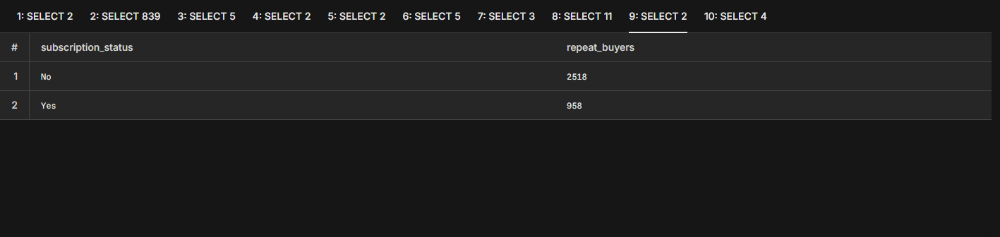 1: SELECT 2 2: SELECT 839 3: SELECT 5 4: SELECT 2 5: SELECT 2 6: SELECT 5 7: SELECT 3 8: SELECT 11 9: SELECT 2 10: SELECT 4
# subscription_status repeat_buyers
1 No 2518
2 Yes 958